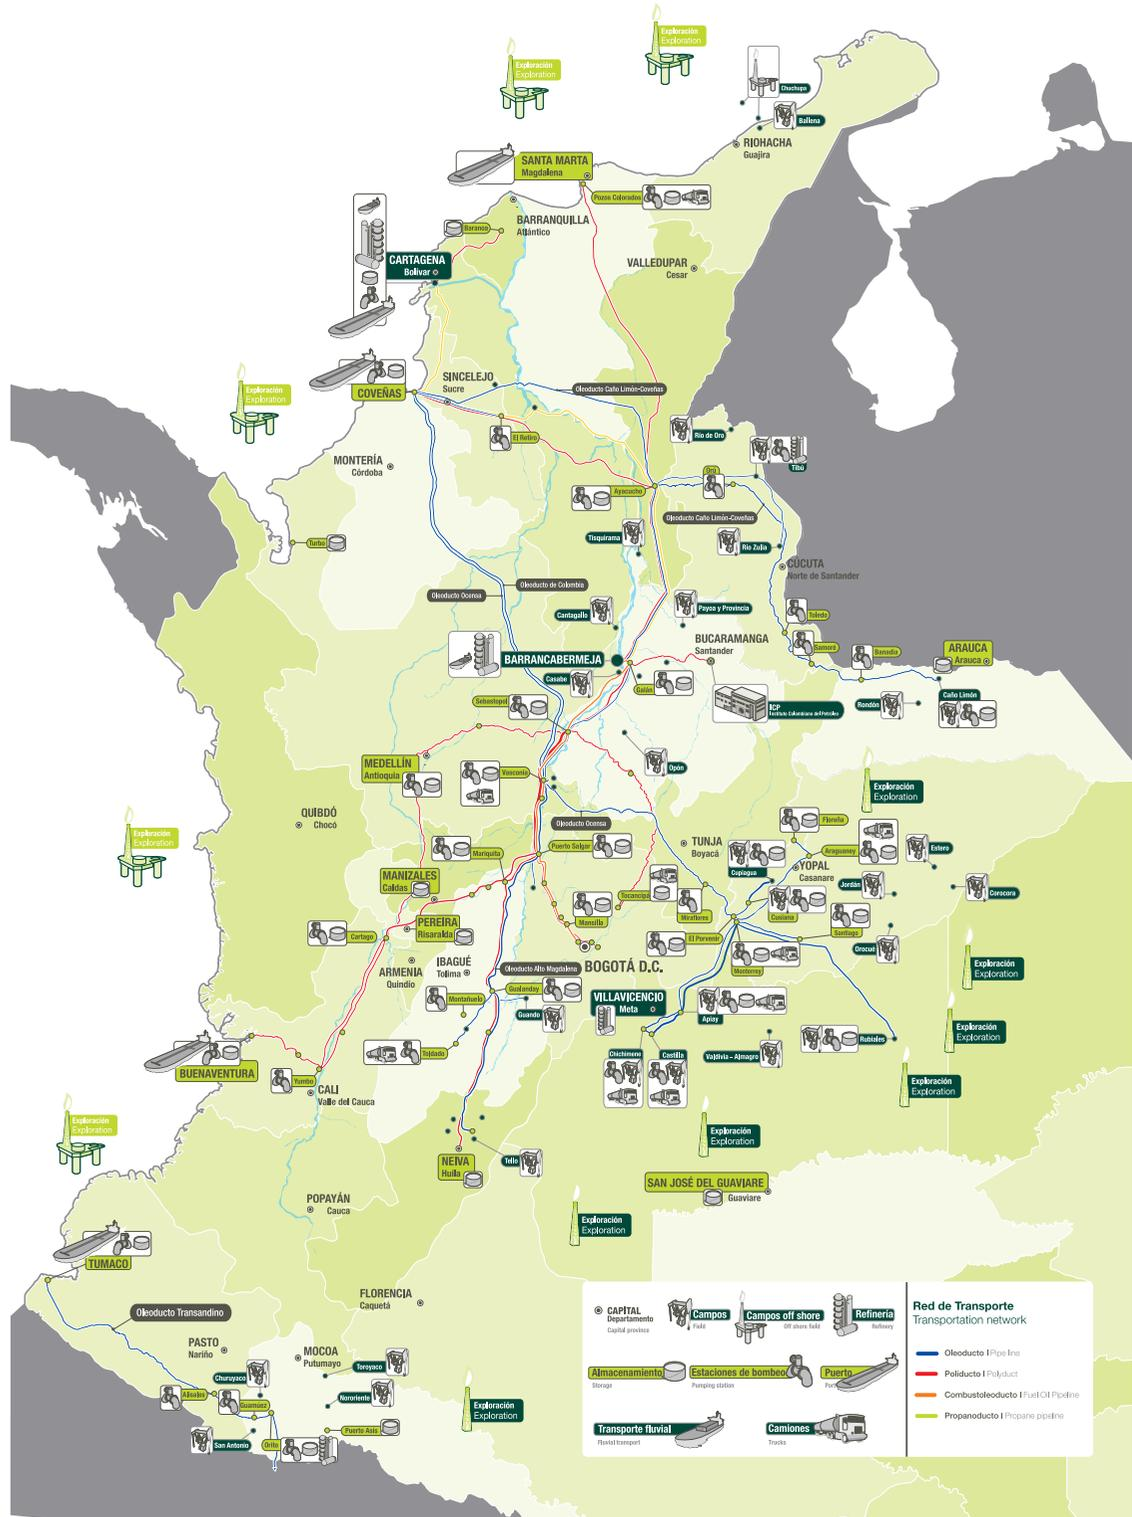 Exploración
Exploration
Exploración
Exploration
Chuchupa
Ballena
RIOHACHA
Guajira
SANTA MARTA
Magdalena
Pozos Colorados
BARRANQUILLA
Atlántico
Baranoa
CARTAGENA
Bolívar
VALLEDUPAR
Cesar
SINCELEJO
Sucre
Oleoducto Caño Limón-Coveñas
COVEÑAS
Exploración
Exploration
El Retiro
Río de Oro
MONTERÍA
Córdoba
Tibú
Orú
Ayacucho
Oleoducto Caño Limón-Coveñas
Tisquirama
Turbo
Río Zulia
CÚCUTA
Norte de Santander
Oleoducto de Colombia
Oleoducto Ocensa
Cantagallo
Payoa y Provincia
Toledo
BUCARAMANGA
Santander
Samoré
Banadía
ARAUCA
Arauca
BARRANCABERMEJA
Casabe
Galán
Caño Limón
Rondón
Sebastopol
ICP
Instituto Colombiano del Petróleo
MEDELLÍN
Antioquia
Vasconia
Opón
Exploración
Exploration
QUIBDÓ
Chocó
Oleoducto Ocensa
Floreña
Exploración
Exploration
TUNJA
Boyacá
Mariquita
Puerto Salgar
Araguaney
Estero
YOPAL
Casanare
Cupiagua
MANIZALES
Caldas
Jordán
Corocora
Tocancipá
Miraflores
Cusiana
PEREIRA
Risaralda
Mansilla
Santiago
Cartago
El Porvenir
Orocué
ARMENIA
Quindio
IBAGUÉ
Tolima
Oleoducto Alto Magdalena
BOGOTÁ D.C.
Monterrey
Exploración
Exploration
Gualanday
Montañuelo
VILLAVICENCIO
Meta
Guando
Apiay
Exploración
Exploration
Rubiales
Toldado
Chichimene
Castilla
Valdivia - Almagro
BUENAVENTURA
Yumbo
CALI
Valle del Cauca
Exploración
Exploration
Exploración
Exploration
Exploración
Exploration
NEIVA
Huila
Tello
SAN JOSÉ DEL GUAVIARE
Guaviare
POPAYÁN
Cauca
Exploración
Exploration
TUMACO
FLORENCIA
Caquetá
Oleoducto Transandino
PASTO
Nariño
MOCOA
Putumayo
Toroyaco
Churuyaco
Alisales
Guamúez
Nororiente
Exploración
Exploration
San Antonio
Orito
Puerto Asís
CAPITAL
Departamento
Capital province
Campos
Field
Campos off shore
Off shore field
Refinería
Refinery
Almacenamiento
Storage
Estaciones de bombeo
Pumping station
Puerto
Port
Transporte fluvial
Fluvial transport
Camiones
Trucks
Red de Transporte
Transportation network
Oleoducto | Pipe line
Poliducto | Polyduct
Combustoleoducto | Fuel Oil Pipeline
Propanoducto | Propane pipeline